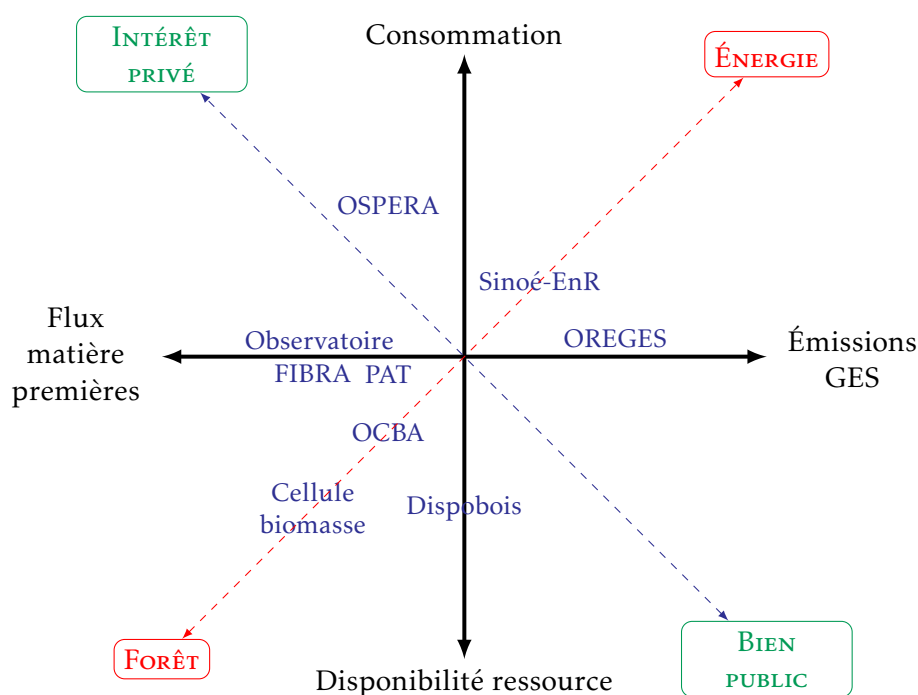 INTÉRÊT
PRIVÉ
Consommation
ÉNERGIE
OSPERA
Sinoé-EnR
Flux
matière
premières
Observatoire
FIBRA PAT
OREGES
Émissions
GES
OCBA
Cellule
biomasse
Dispobois
FORÊT
Disponibilité ressource
BIEN
PUBLIC